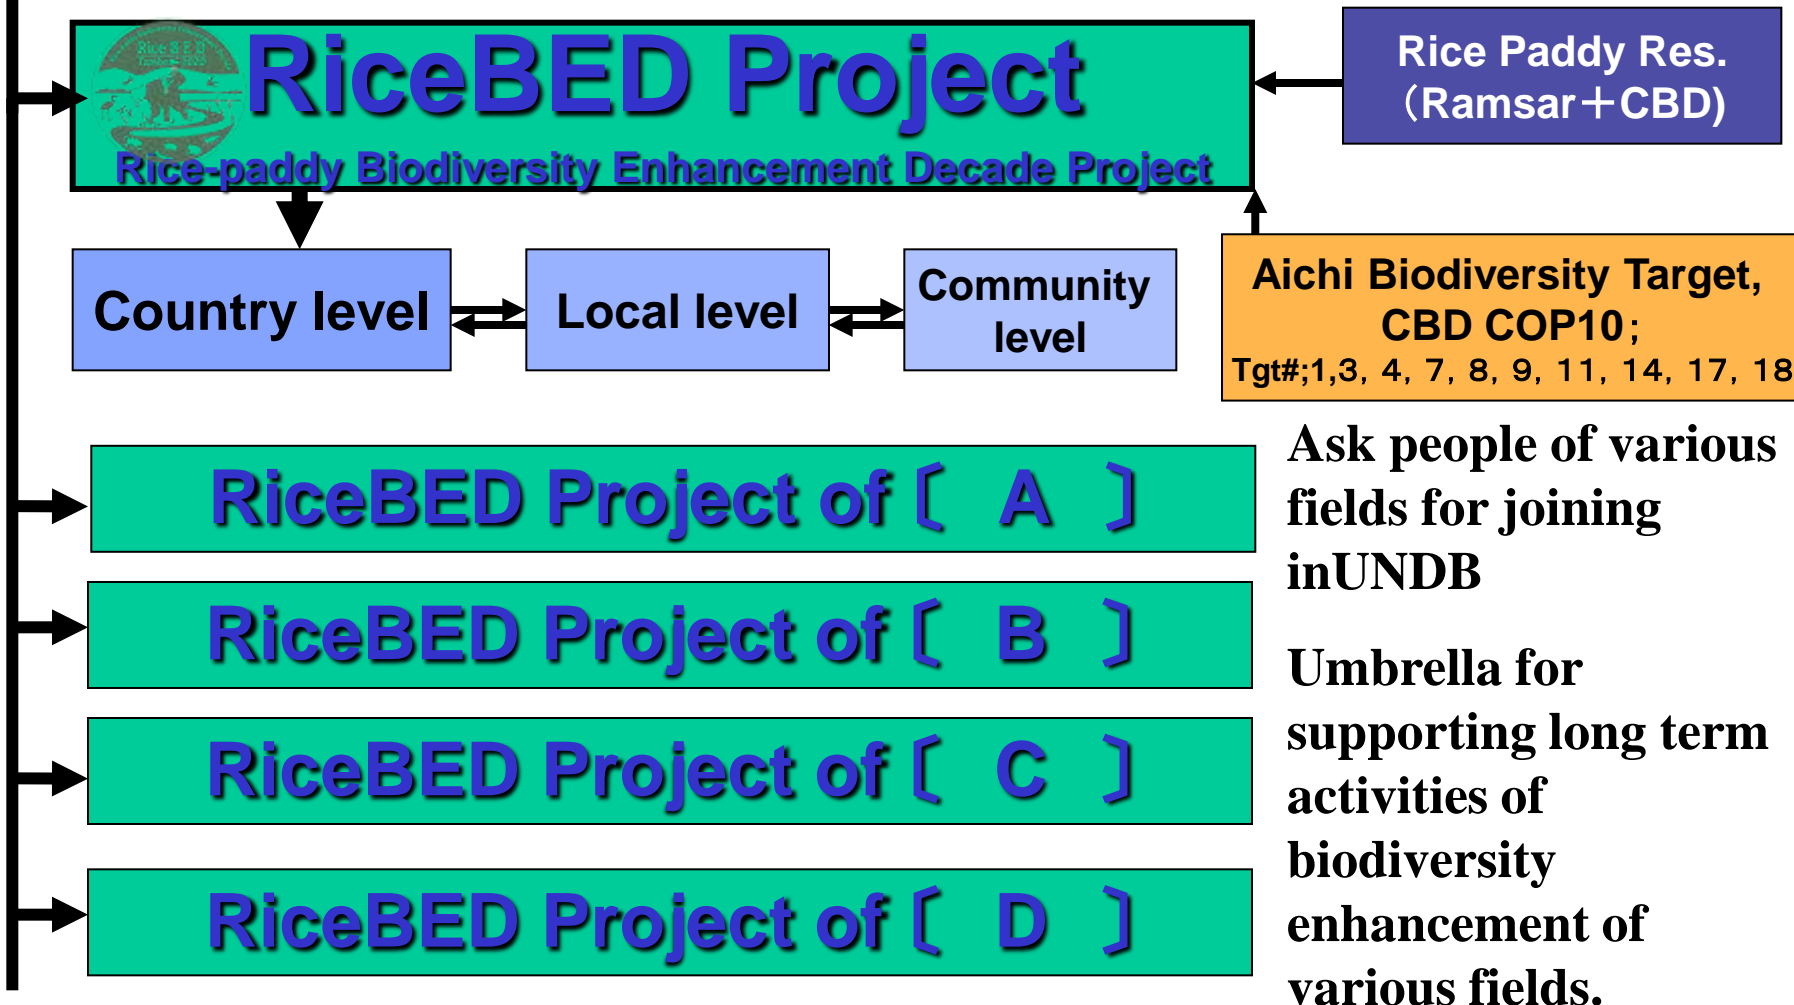 RiceBED Project
Rice-paddy Biodiversity Enhancement Decade Project
Rice Paddy Res.
（Ramsar＋CBD)
Country level
Local level
Community
level
Aichi Biodiversity Target,
CBD COP10；
Tgt#;1,3，4，7，8，9，11，14，17，18
RiceBED Project of〔 A 〕
RiceBED Project of〔 B 〕
RiceBED Project of〔 C 〕
RiceBED Project of〔 D 〕
Ask people of various
fields for joining
inUNDB
Umbrella for
supporting long term
activities of
biodiversity
enhancement of
various fields.